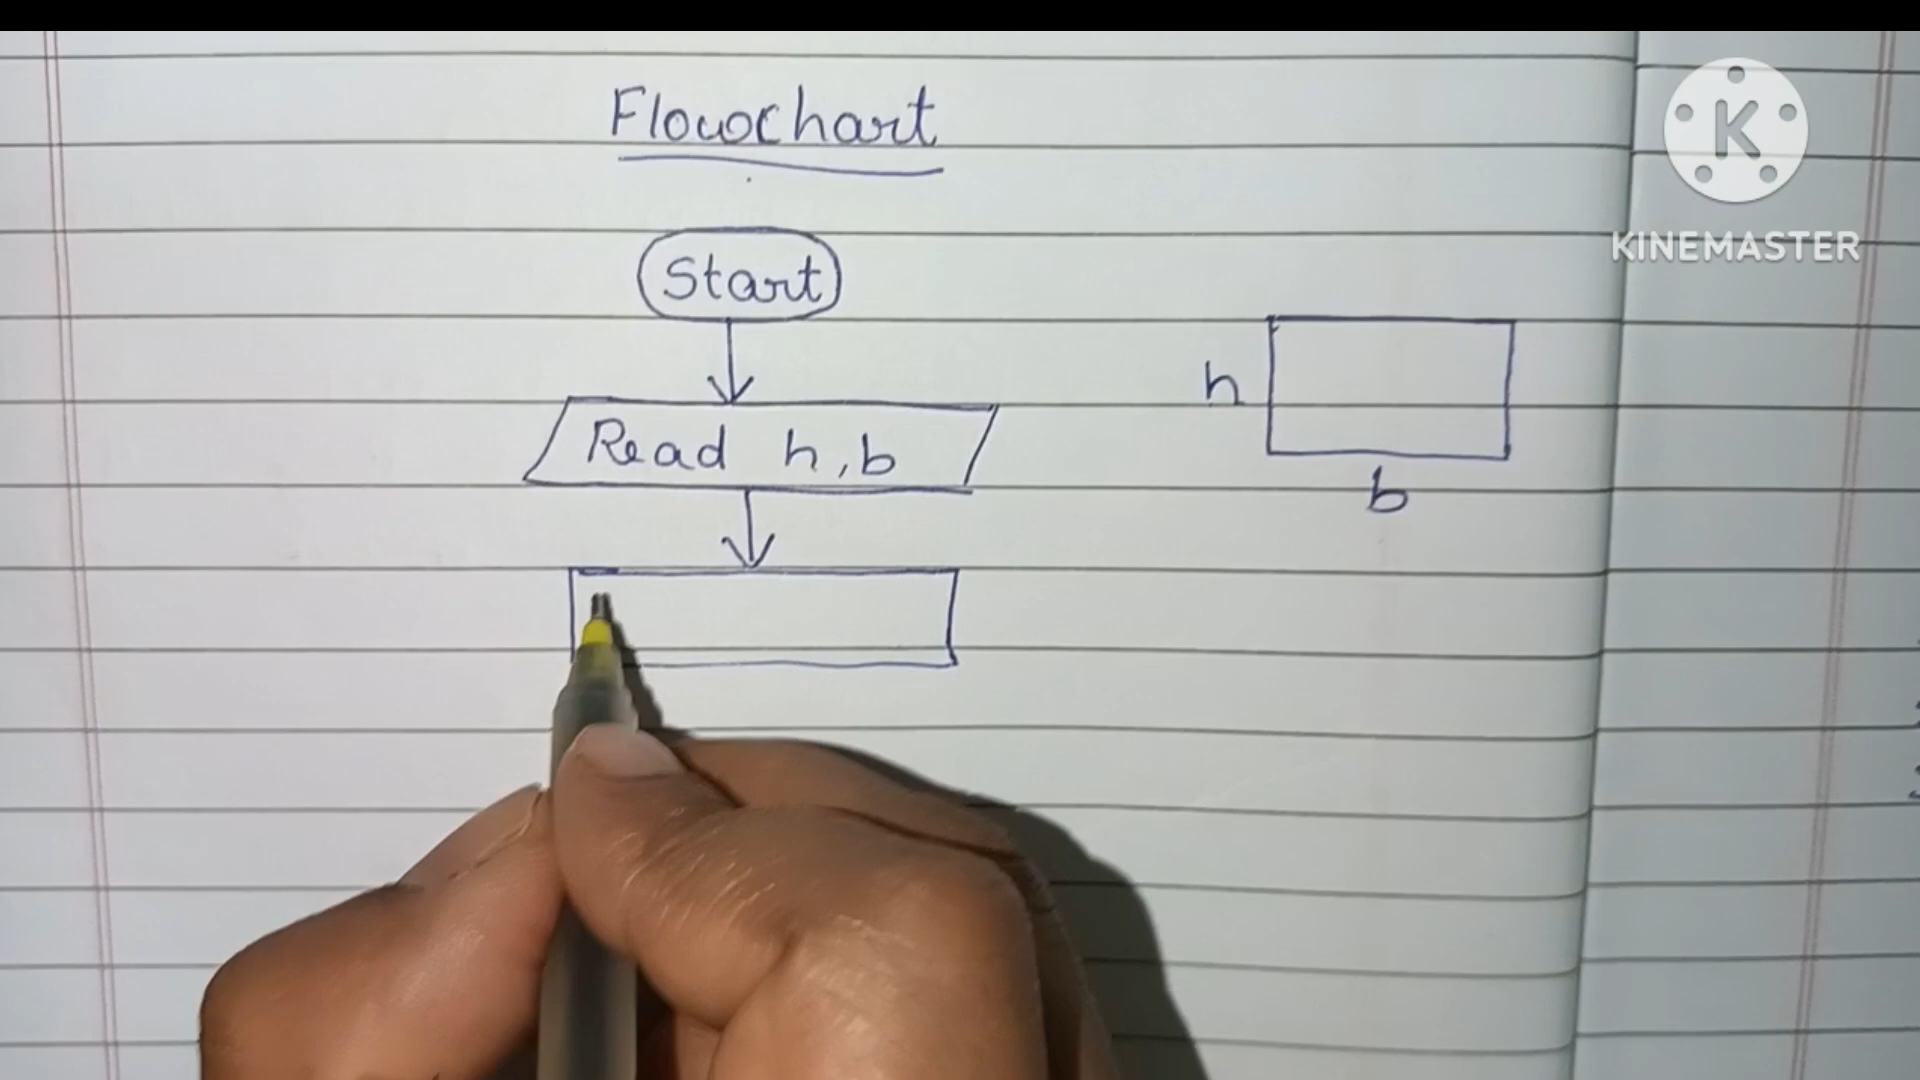 Flowchart
Start
Read h, b
h
b
K
KINEMASTER